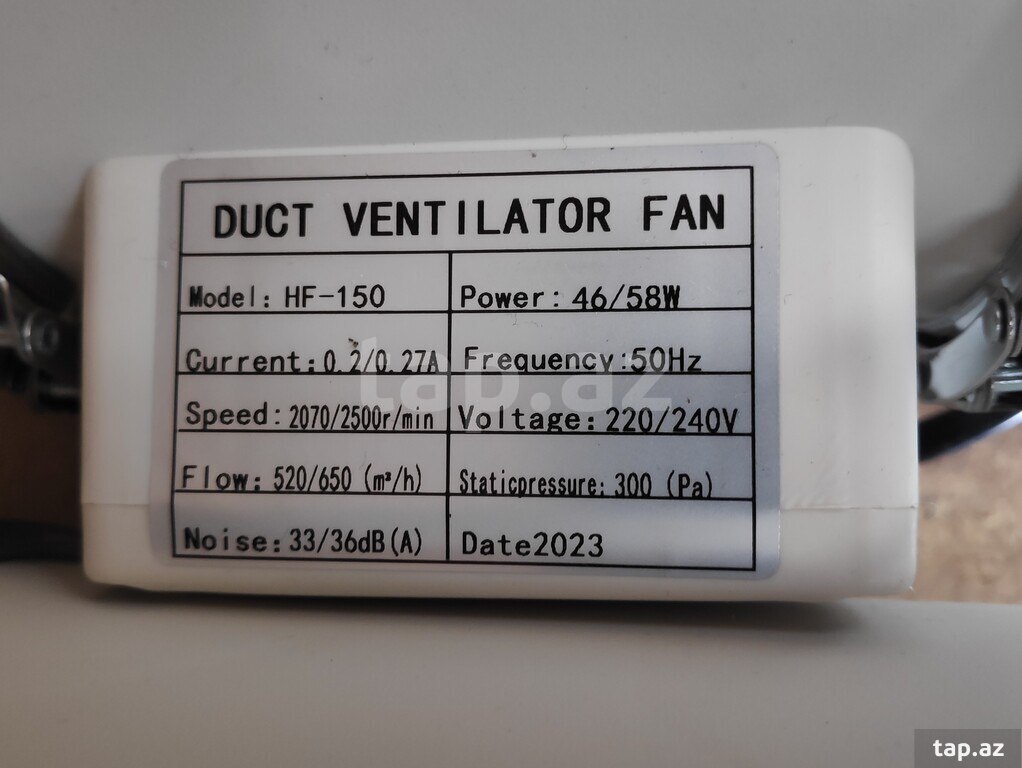 DUCT VENTILATOR FAN
Model: HF-150
Power: 46/58W
Current:0.2/0.27A
Frequency:50Hz
Speed: 2070/2500r/min
Voltage: 220/240V
Flow: 520/650 (m³/h)
Staticpressure: 300 (Pa)
Noise:33/36dB(A)
Date2023
tap.az
tap.az